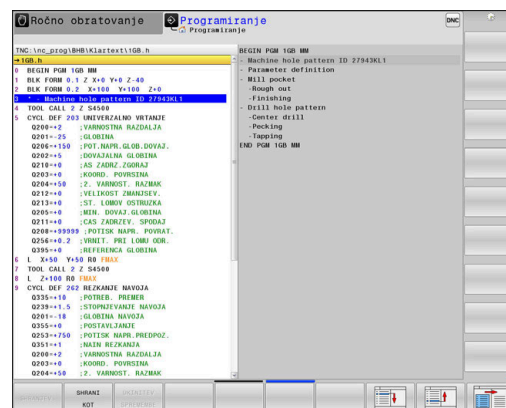 Ročno obratovanje
Programiranje
Programiranje
DNC
TNC:\nc_prog\BHB\Klartext\1GB.h
→1GB.h
0 BEGIN PGM 1GB MM
1 BLK FORM 0.1 Z X+0 Y+0 Z-40
2 BLK FORM 0.2 X+100 Y+100 Z+0
3 * - Machine hole pattern ID 27943KL1
4 TOOL CALL 2 Z S4500
5 CYCL DEF 203 UNIVERZALNO VRTANJE
Q200=+2 ;VARNOSTNA RAZDALJA
Q201=-25 ;GLOBINA
Q206=+150 ;POT.NAPR.GLOB.DOVAJ.
Q202=+5 ;DOVAJALNA GLOBINA
Q210=+0 ;AS ZADRZ.ZGORAJ
Q203=+0 ;KOORD. POVRSINA
Q204=+50 ;2. VARNOST. RAZMAK
Q212=+0 ;VELIKOST ZMANJSEV.
Q213=+0 ;ST. LOMOV OSTRUZKA
Q205=+0 ;MIN. DOVAJ.GLOBINA
Q211=+0 ;CAS ZADRZEV. SPODAJ
Q208=+99999 ;POTISK NAPR. POVRAT.
Q256=+0.2 ;VRNIT. PRI LOMU ODR.
Q395=+0 ;REFERENCA GLOBINA
6 L X+50 Y+50 R0 FMAX
7 TOOL CALL 2 Z S4500
8 L Z+100 R0 FMAX
9 CYCL DEF 262 REZKANJE NAVOJA
Q335=+10 ;POTREB. PREMER
Q239=+1.5 ;STOPNJEVANJE NAVOJA
Q201=-18 ;GLOBINA NAVOJA
Q355=+0 ;POSTAVLJANJE
Q253=+750 ;POTISK NAPR.PREDPOZ.
Q351=+1 ;NAIN REZKANJA
Q200=+2 ;VARNOSTNA RAZDALJA
Q203=+0 ;KOORD. POVRSINA
Q204=+50 ;2. VARNOST. RAZMAK
BEGIN PGM 1GB MM
- Machine hole pattern ID 27943KL1
- Parameter definition
- Mill pocket
-Rough out
-Finishing
- Drill hole pattern
-Center drill
-Pecking
-Tapping
END PGM 1GB MM
SHRANI
KOT